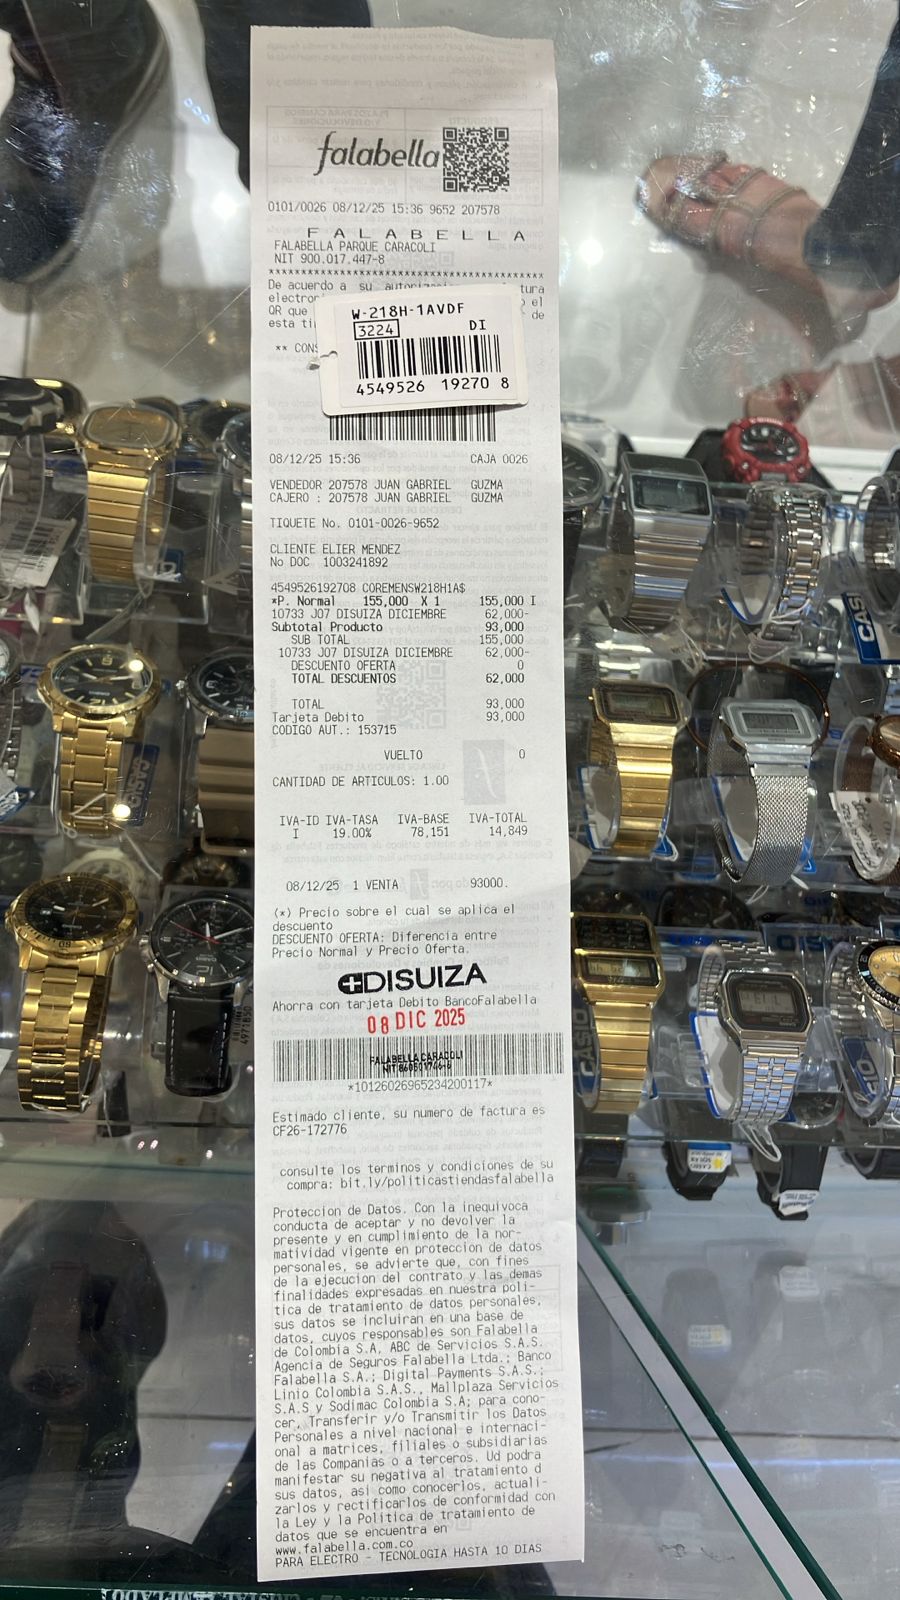 falabella
0101/0026 08/12/25 15:36 9652 207578
F A L A B E L L A
FALABELLA PARQUE CARACOLI
NIT 900.017.447-8
******************************************
De acuerdo a su
electron
QR que
esta ti
el
de
** CONS
W-218H-1AVDF
3224 DI
4549526 19270 8
08/12/25 15:36 CAJA 0026
VENDEDOR 207578 JUAN GABRIEL GUZMA
CAJERO : 207578 JUAN GABRIEL GUZMA
TIQUETE No. 0101-0026-9652
CLIENTE ELIER MENDEZ
No DOC 1003241892
4549526192708 COREMENSW218H1A$
*P. Normal 155,000 X 1 155,000 I
10733 JO7 DISUIZA DICIEMBRE 62,000-
Subtotal Producto 93,000
SUB TOTAL 155,000
10733 JO7 DISUIZA DICIEMBRE 62,000-
DESCUENTO OFERTA 0
TOTAL DESCUENTOS 62,000
TOTAL 93,000
Tarjeta Debito 93,000
CODIGO AUT.: 153715
VUELTO 0
CANTIDAD DE ARTICULOS: 1.00
IVA-ID IVA-TASA IVA-BASE IVA-TOTAL
I 19.00% 78,151 14,849
08/12/25 1 VENTA 93000.
(*) Precio sobre el cual se aplica el
descuento
DESCUENTO OFERTA: Diferencia entre
Precio Normal y Precio Oferta.
DISUIZA
Ahorra con tarjeta Debito BancoFalabella
08 DIC 2025
FALABELLA CARACOLI
*10126026965234200117*
Estimado cliente, su numero de factura es
CF26-172776
consulte los terminos y condiciones de su
compra: bit.ly/politicastiendasfalabella
Proteccion de Datos. Con la inequivoca
conducta de aceptar y no devolver la
presente y en cumplimiento de la nor-
matividad vigente en proteccion de datos
personales, se advierte que, con fines
de la ejecucion del contrato y las demas
finalidades expresadas en nuestra poli-
tica de tratamiento de datos personales,
sus datos se incluiran en una base de
datos, cuyos responsables son Falabella
de Colombia S.A, ABC de Servicios S.A.S.
Agencia de Seguros Falabella Ltda.; Banco
Falabella S.A.; Digital Payments S.A.S.;
Linio Colombia S.A.S., Mallplaza Servicios
S.A.S y Sodimac Colombia S.A; para cono-
cer, Transferir y/o Transmitir los Datos
Personales a nivel nacional e internaci-
onal a matrices, filiales o subsidiarias
de las Companias o a terceros. Ud podra
manifestar su negativa al tratamiento d
sus datos, asi como conocerlos, actuali-
zarlos y rectificarlos de conformidad con
la Ley y la Politica de tratamiento de
datos que se encuentra en
www.falabella.com.co
PARA ELECTRO - TECNOLOGIA HASTA 10 DIAS
CASIO
CASIO